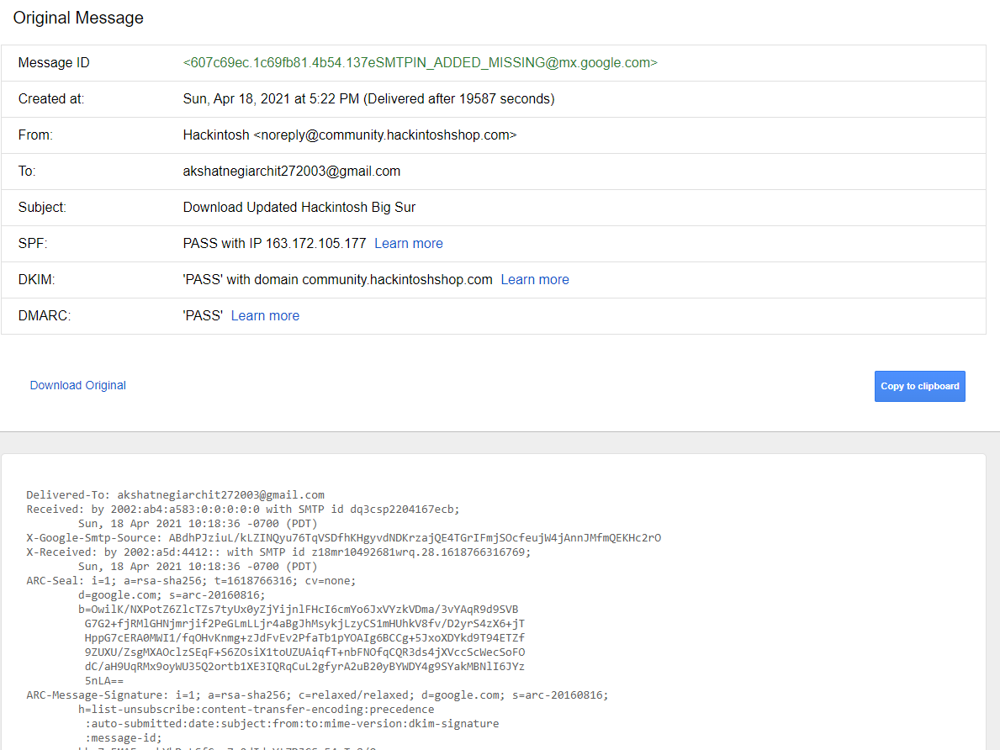 Original Message
Message ID <607c69ec.1c69fb81.4b54.137eSMTPIN_ADDED_MISSING@mx.google.com>
Created at: Sun, Apr 18, 2021 at 5:22 PM (Delivered after 19587 seconds)
From: Hackintosh <noreply@community.hackintoshshop.com>
To: akshatnegiarchit272003@gmail.com
Subject: Download Updated Hackintosh Big Sur
SPF: PASS with IP 163.172.105.177 Learn more
DKIM: 'PASS' with domain community.hackintoshshop.com Learn more
DMARC: 'PASS' Learn more
Download Original
Copy to clipboard
Delivered-To: akshatnegiarchit272003@gmail.com
Received: by 2002:ab4:a583:0:0:0:0:0 with SMTP id dq3csp2204167ecb;
Sun, 18 Apr 2021 10:18:36 -0700 (PDT)
X-Google-Smtp-Source: ABdhPJziuL/kLZINQyu76TqVSDfhKHgyvdNDKrzajQE4TGrIFmjSOcfeujW4jAnnJMfmQEKHc2rO
X-Received: by 2002:a5d:4412:: with SMTP id z18mr10492681wrq.28.1618766316769;
Sun, 18 Apr 2021 10:18:36 -0700 (PDT)
ARC-Seal: i=1; a=rsa-sha256; t=1618766316; cv=none;
d=google.com; s=arc-20160816;
b=OwilK/NXPotZ6ZlcTZs7tyUx0yZjYijnlFHcI6cmYo6JxVYzkVDma/3vYAqR9d9SVB
G7G2+fjRMlGHNjmrjif2PeGLmLLjr4aBgJhMsykjLzyCS1mHUhkV8fv/D2yrS4zX6+jT
HppG7cERA0MWI1/fqOHvKnmg+zJdFvEv2PfaTb1pYOAIg6BCCg+5JxoXDYkd9T94ETZf
9ZUXU/ZsgMXAOclzSEqF+S6ZOsiX1toUZUAiqfT+nbFNOfqCQR3ds4jXVccScWecSoFO
dC/aH9UqRMx9oyWU35Q2ortb1XE3IQRqCuL2gfyrA2uB20yBYWDY4g9SYakMBNlI6JYz
5nLA==
ARC-Message-Signature: i=1; a=rsa-sha256; c=relaxed/relaxed; d=google.com; s=arc-20160816;
h=list-unsubscribe:content-transfer-encoding:precedence
:auto-submitted:date:subject:from:to:mime-version:dkim-signature
:message-id;